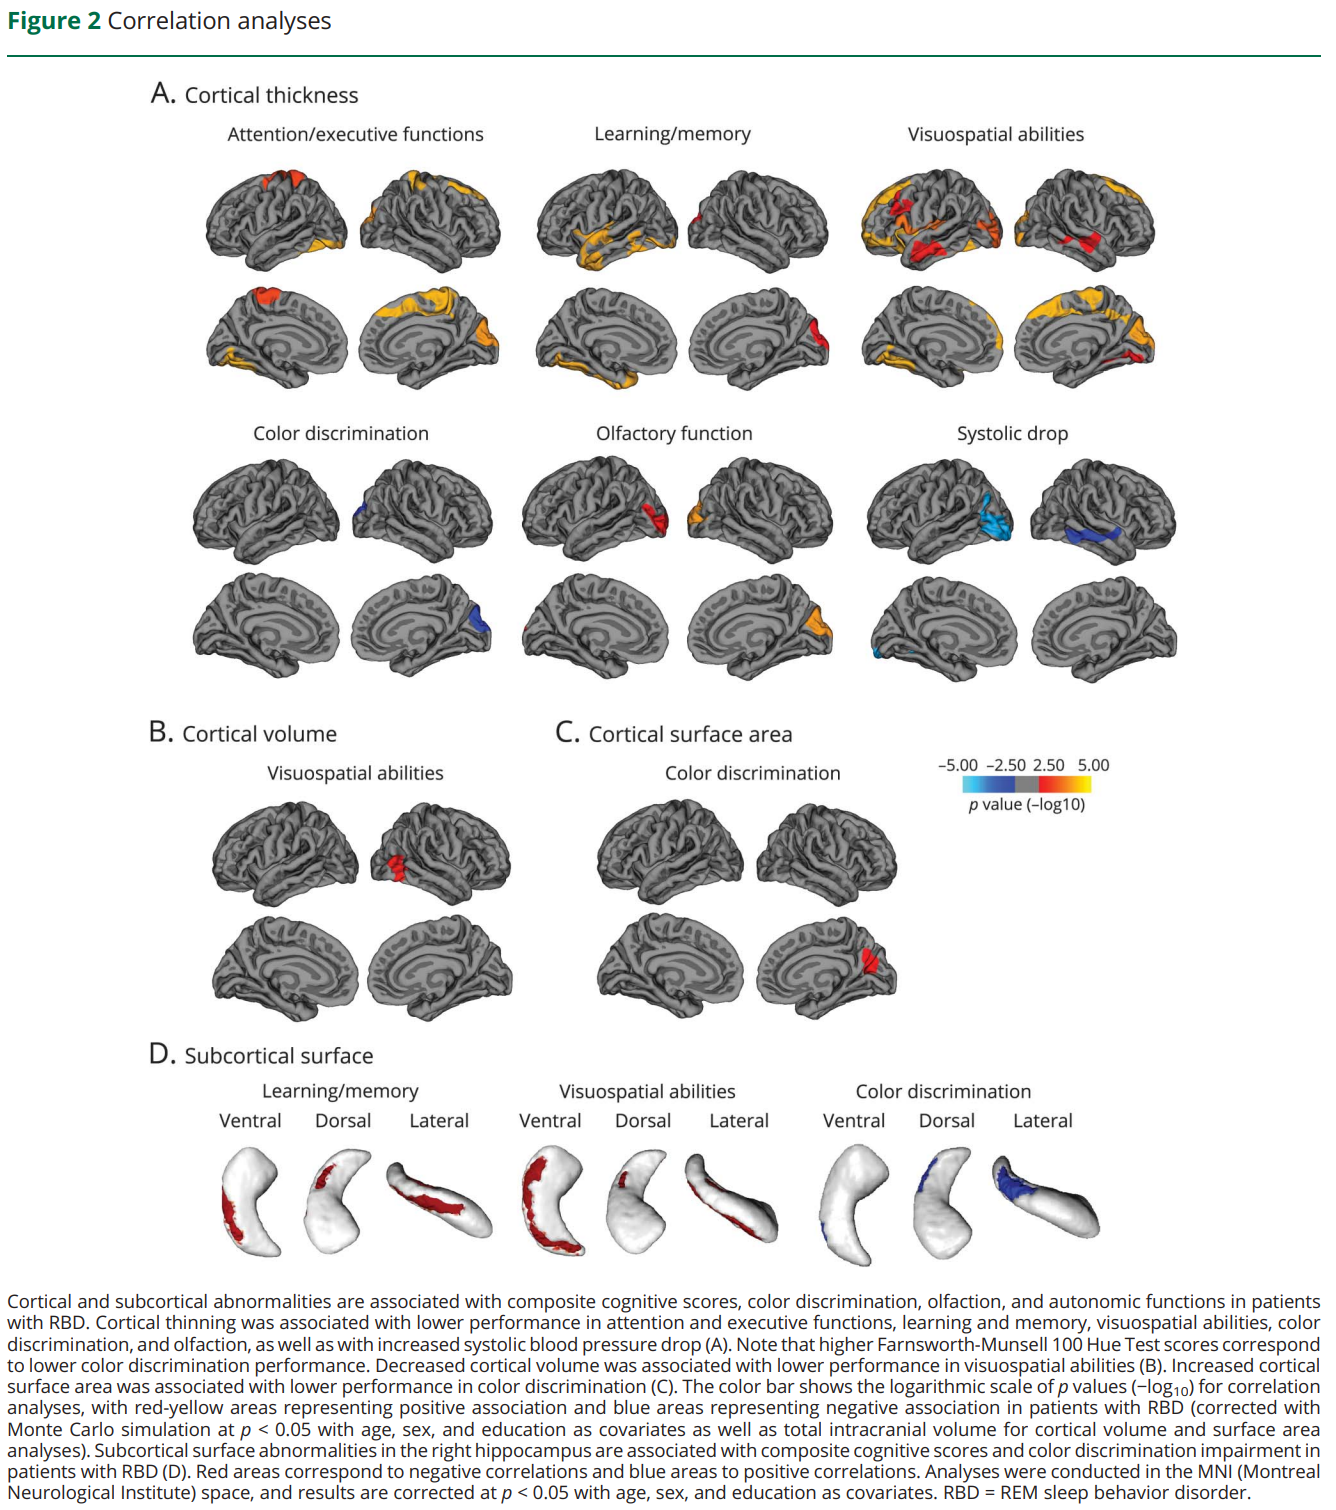 Figure 2 Correlation analyses
A. Cortical thickness
Attention/executive functions
Learning/memory
Visuospatial abilities
Color discrimination
Olfactory function
Systolic drop
B. Cortical volume
Visuospatial abilities
C. Cortical surface area
Color discrimination
−5.00 −2.50 2.50 5.00
p value (−log10)
D. Subcortical surface
Learning/memory
Ventral Dorsal Lateral
Visuospatial abilities
Ventral Dorsal Lateral
Color discrimination
Ventral Dorsal Lateral
Cortical and subcortical abnormalities are associated with composite cognitive scores, color discrimination, olfaction, and autonomic functions in patients
with RBD. Cortical thinning was associated with lower performance in attention and executive functions, learning and memory, visuospatial abilities, color
discrimination, and olfaction, as well as with increased systolic blood pressure drop (A). Note that higher Farnsworth-Munsell 100 Hue Test scores correspond
to lower color discrimination performance. Decreased cortical volume was associated with lower performance in visuospatial abilities (B). Increased cortical
surface area was associated with lower performance in color discrimination (C). The color bar shows the logarithmic scale of p values (−log₁₀) for correlation
analyses, with red-yellow areas representing positive association and blue areas representing negative association in patients with RBD (corrected with
Monte Carlo simulation at p < 0.05 with age, sex, and education as covariates as well as total intracranial volume for cortical volume and surface area
analyses). Subcortical surface abnormalities in the right hippocampus are associated with composite cognitive scores and color discrimination impairment in
patients with RBD (D). Red areas correspond to negative correlations and blue areas to positive correlations. Analyses were conducted in the MNI (Montreal
Neurological Institute) space, and results are corrected at p < 0.05 with age, sex, and education as covariates. RBD = REM sleep behavior disorder.